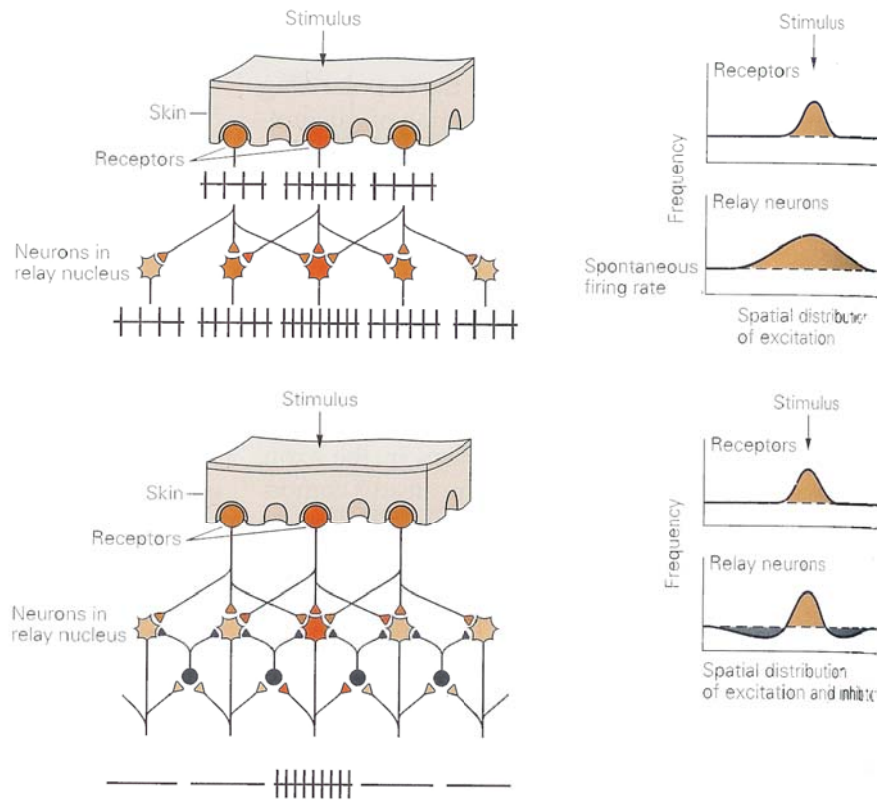 Stimulus
Skin
Receptors
Neurons in
relay nucleus
Stimulus
Receptors
Frequency
Relay neurons
Spontaneous
firing rate
Spatial distribution
of excitation
Stimulus
Skin
Receptors
Neurons in
relay nucleus
Stimulus
Receptors
Frequency
Relay neurons
Spatial distribution
of excitation and